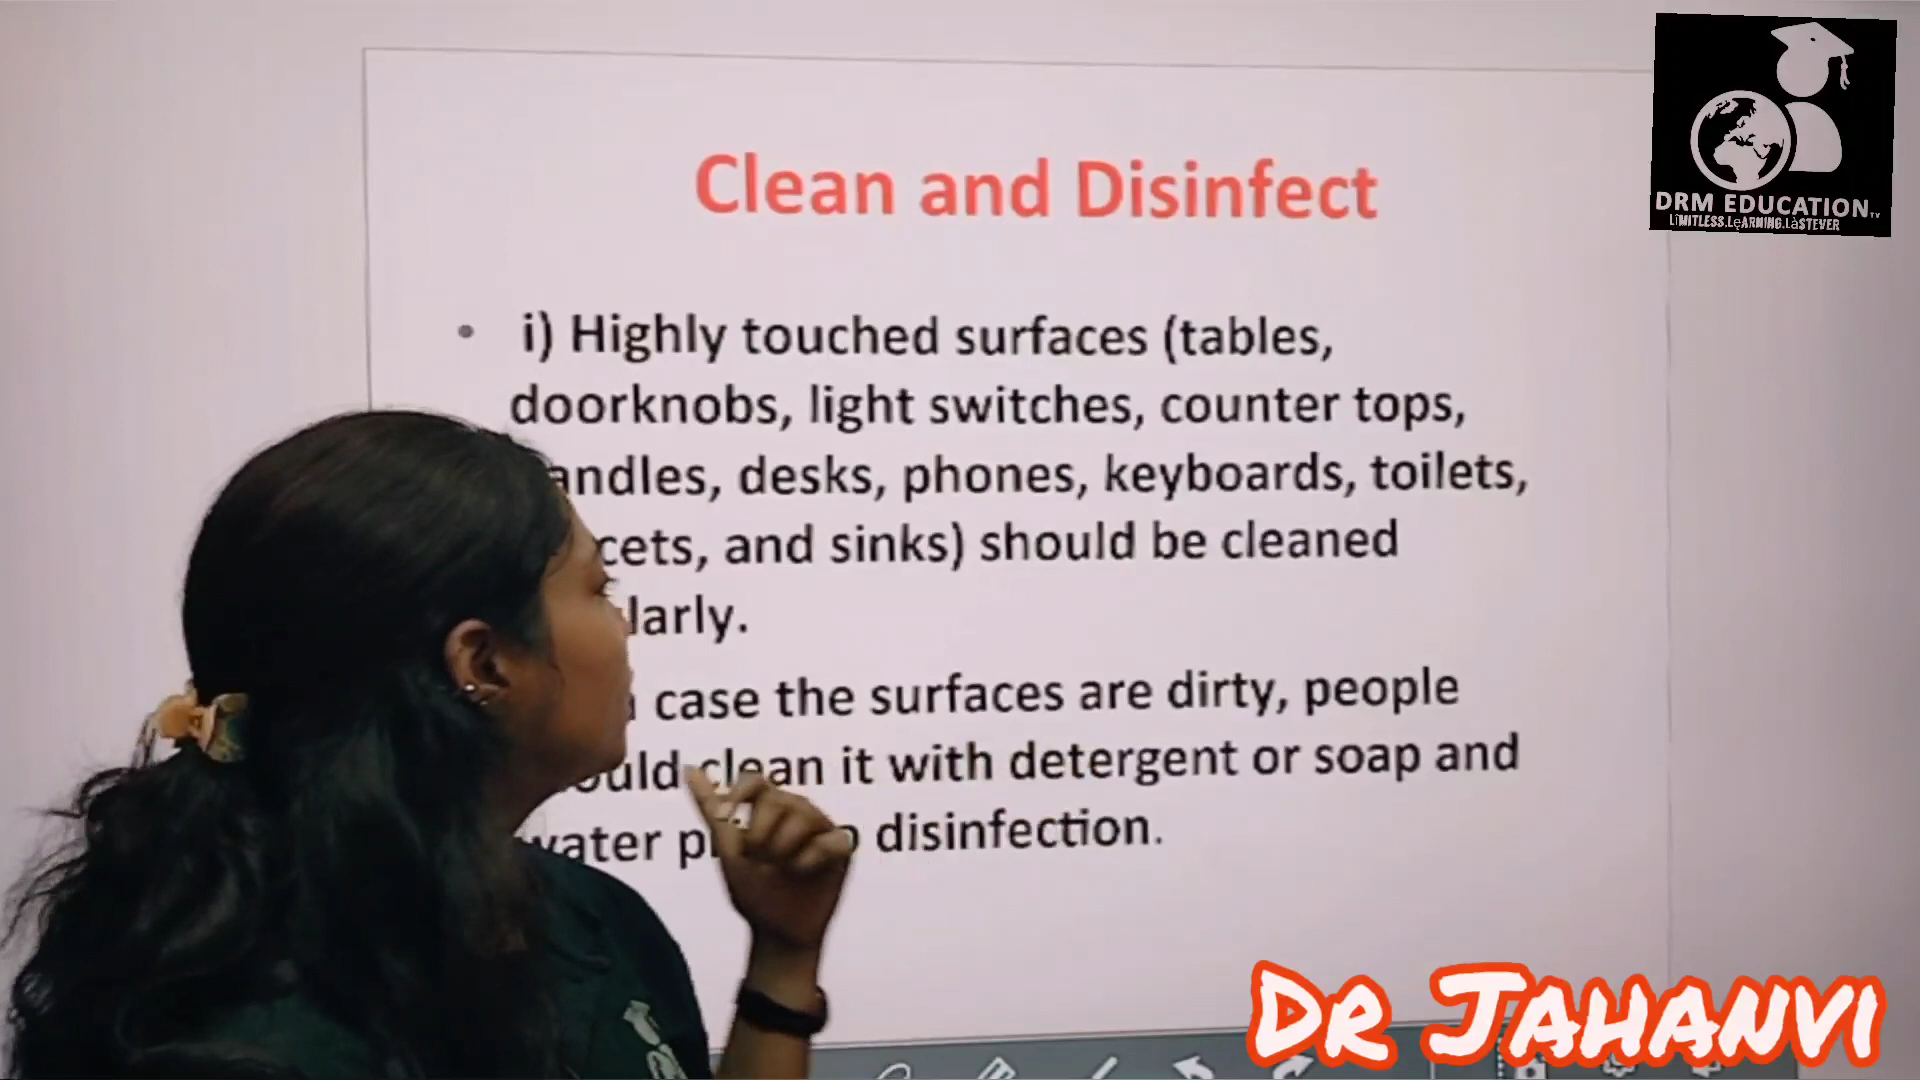 DRM EDUCATION TV
LIMITLESS.LEARNING.LASTEVER
Clean and Disinfect
• i) Highly touched surfaces (tables,
doorknobs, light switches, counter tops,
andles, desks, phones, keyboards, toilets,
cets, and sinks) should be cleaned
larly.
case the surfaces are dirty, people
ould clean it with detergent or soap and
water disinfection.
DR JAHANVI